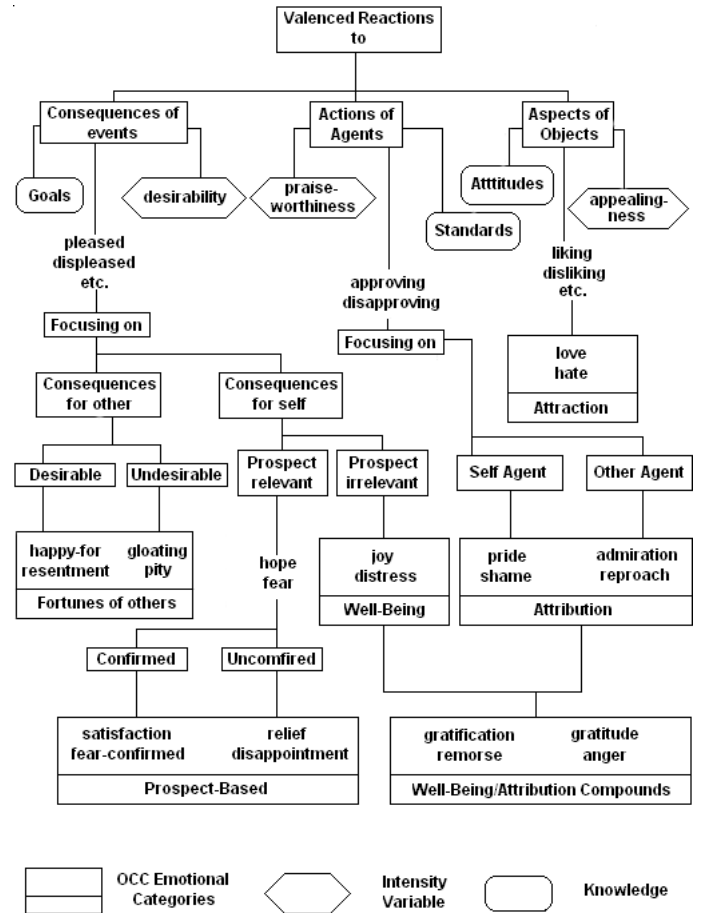 Valenced Reactions
to
Consequences of
events
Actions of
Agents
Aspects of
Objects
Goals
desirability
praise-
worthiness
Standards
Atttitudes
appealing-
ness
pleased
displeased
etc.
approving
disapproving
liking
disliking
etc.
Focusing on
Focusing on
love
hate
Attraction
Consequences
for other
Consequences
for self
Desirable
Undesirable
Prospect
relevant
Prospect
irrelevant
Self Agent
Other Agent
happy-for
resentment
gloating
pity
Fortunes of others
hope
fear
joy
distress
Well-Being
pride
shame
admiration
reproach
Attribution
Confirmed
Uncomfired
satisfaction
fear-confirmed
relief
disappointment
Prospect-Based
gratification
remorse
gratitude
anger
Well-Being/Attribution Compounds
OCC Emotional
Categories
Intensity
Variable
Knowledge